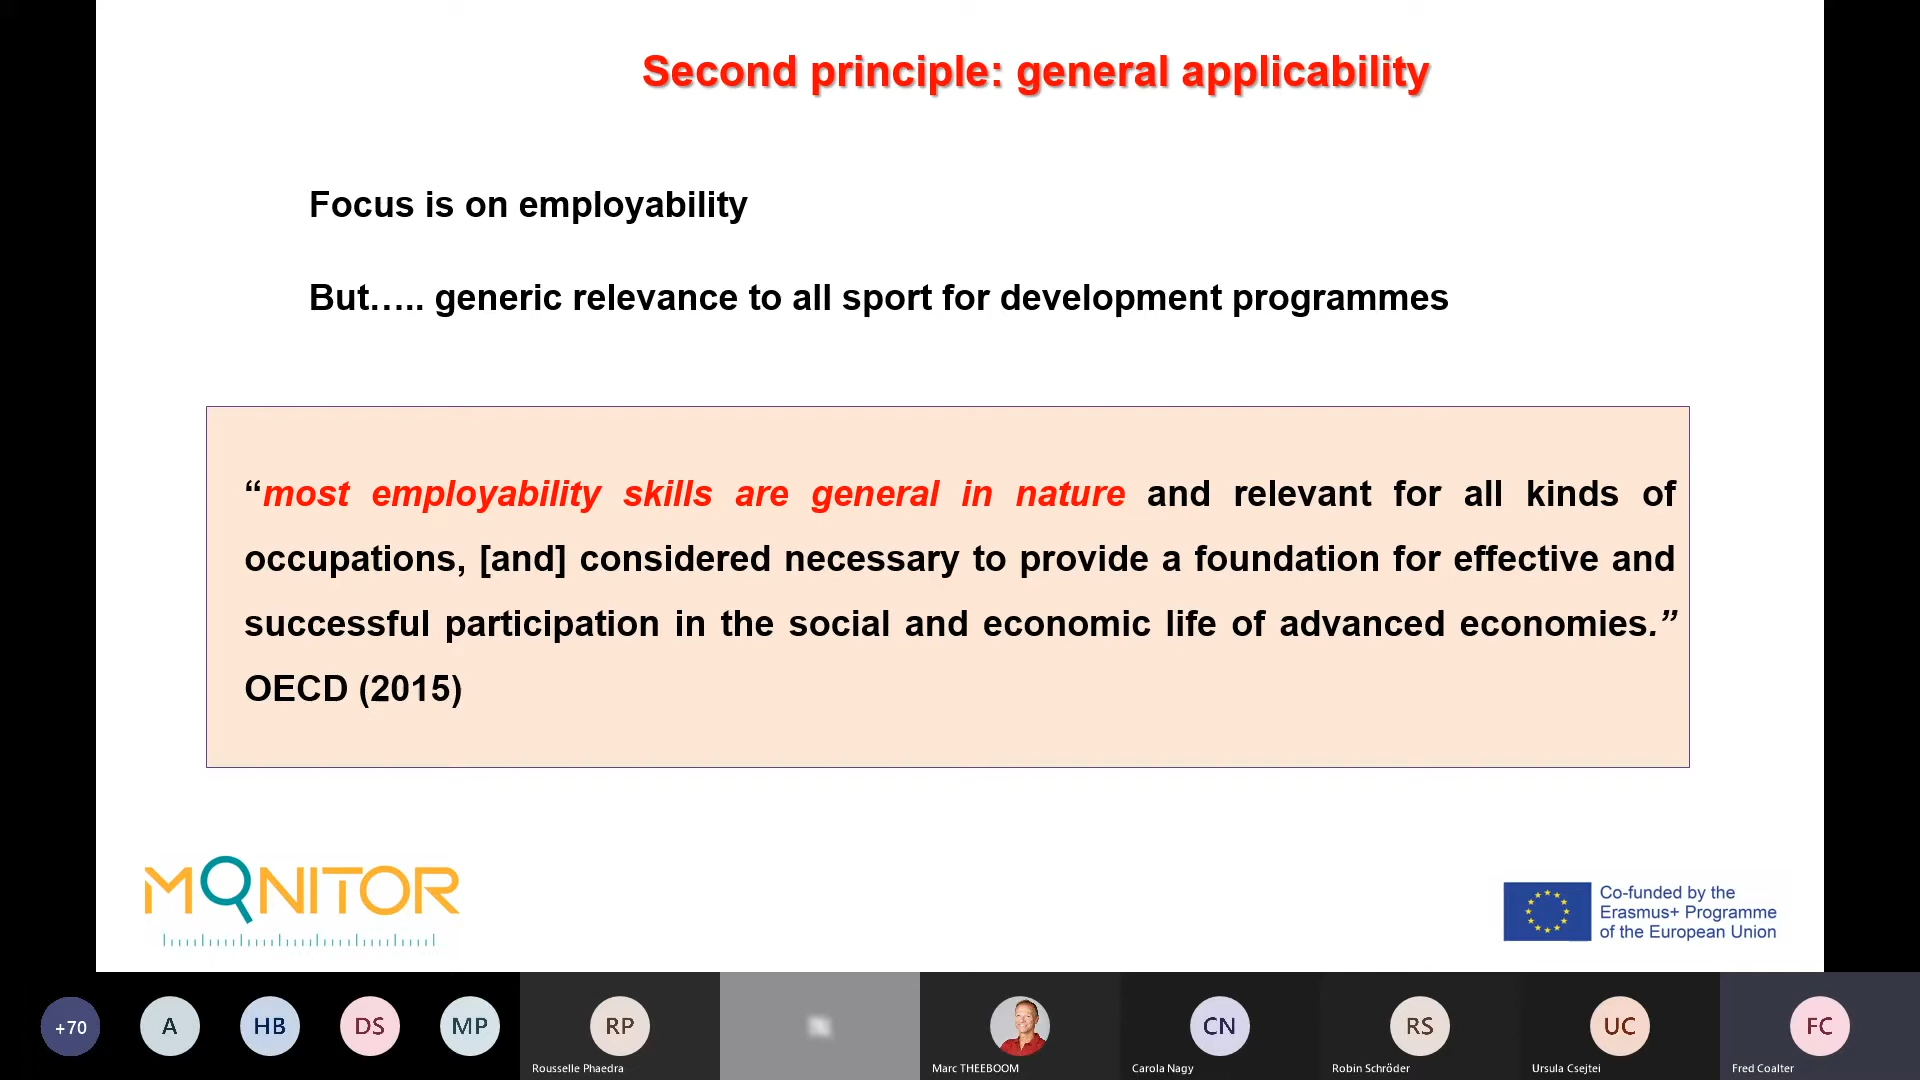 Second principle: general applicability
Focus is on employability
But….. generic relevance to all sport for development programmes
“most employability skills are general in nature and relevant for all kinds of
occupations, [and] considered necessary to provide a foundation for effective and
successful participation in the social and economic life of advanced economies.”
OECD (2015)
MONITOR
Co-funded by the
Erasmus+ Programme
of the European Union
+70
A
HB
DS
MP
RP
CN
RS
UC
FC
Rousselle Phaedra
Marc THEEBOOM
Carola Nagy
Robin Schröder
Ursula Csejtei
Fred Coalter